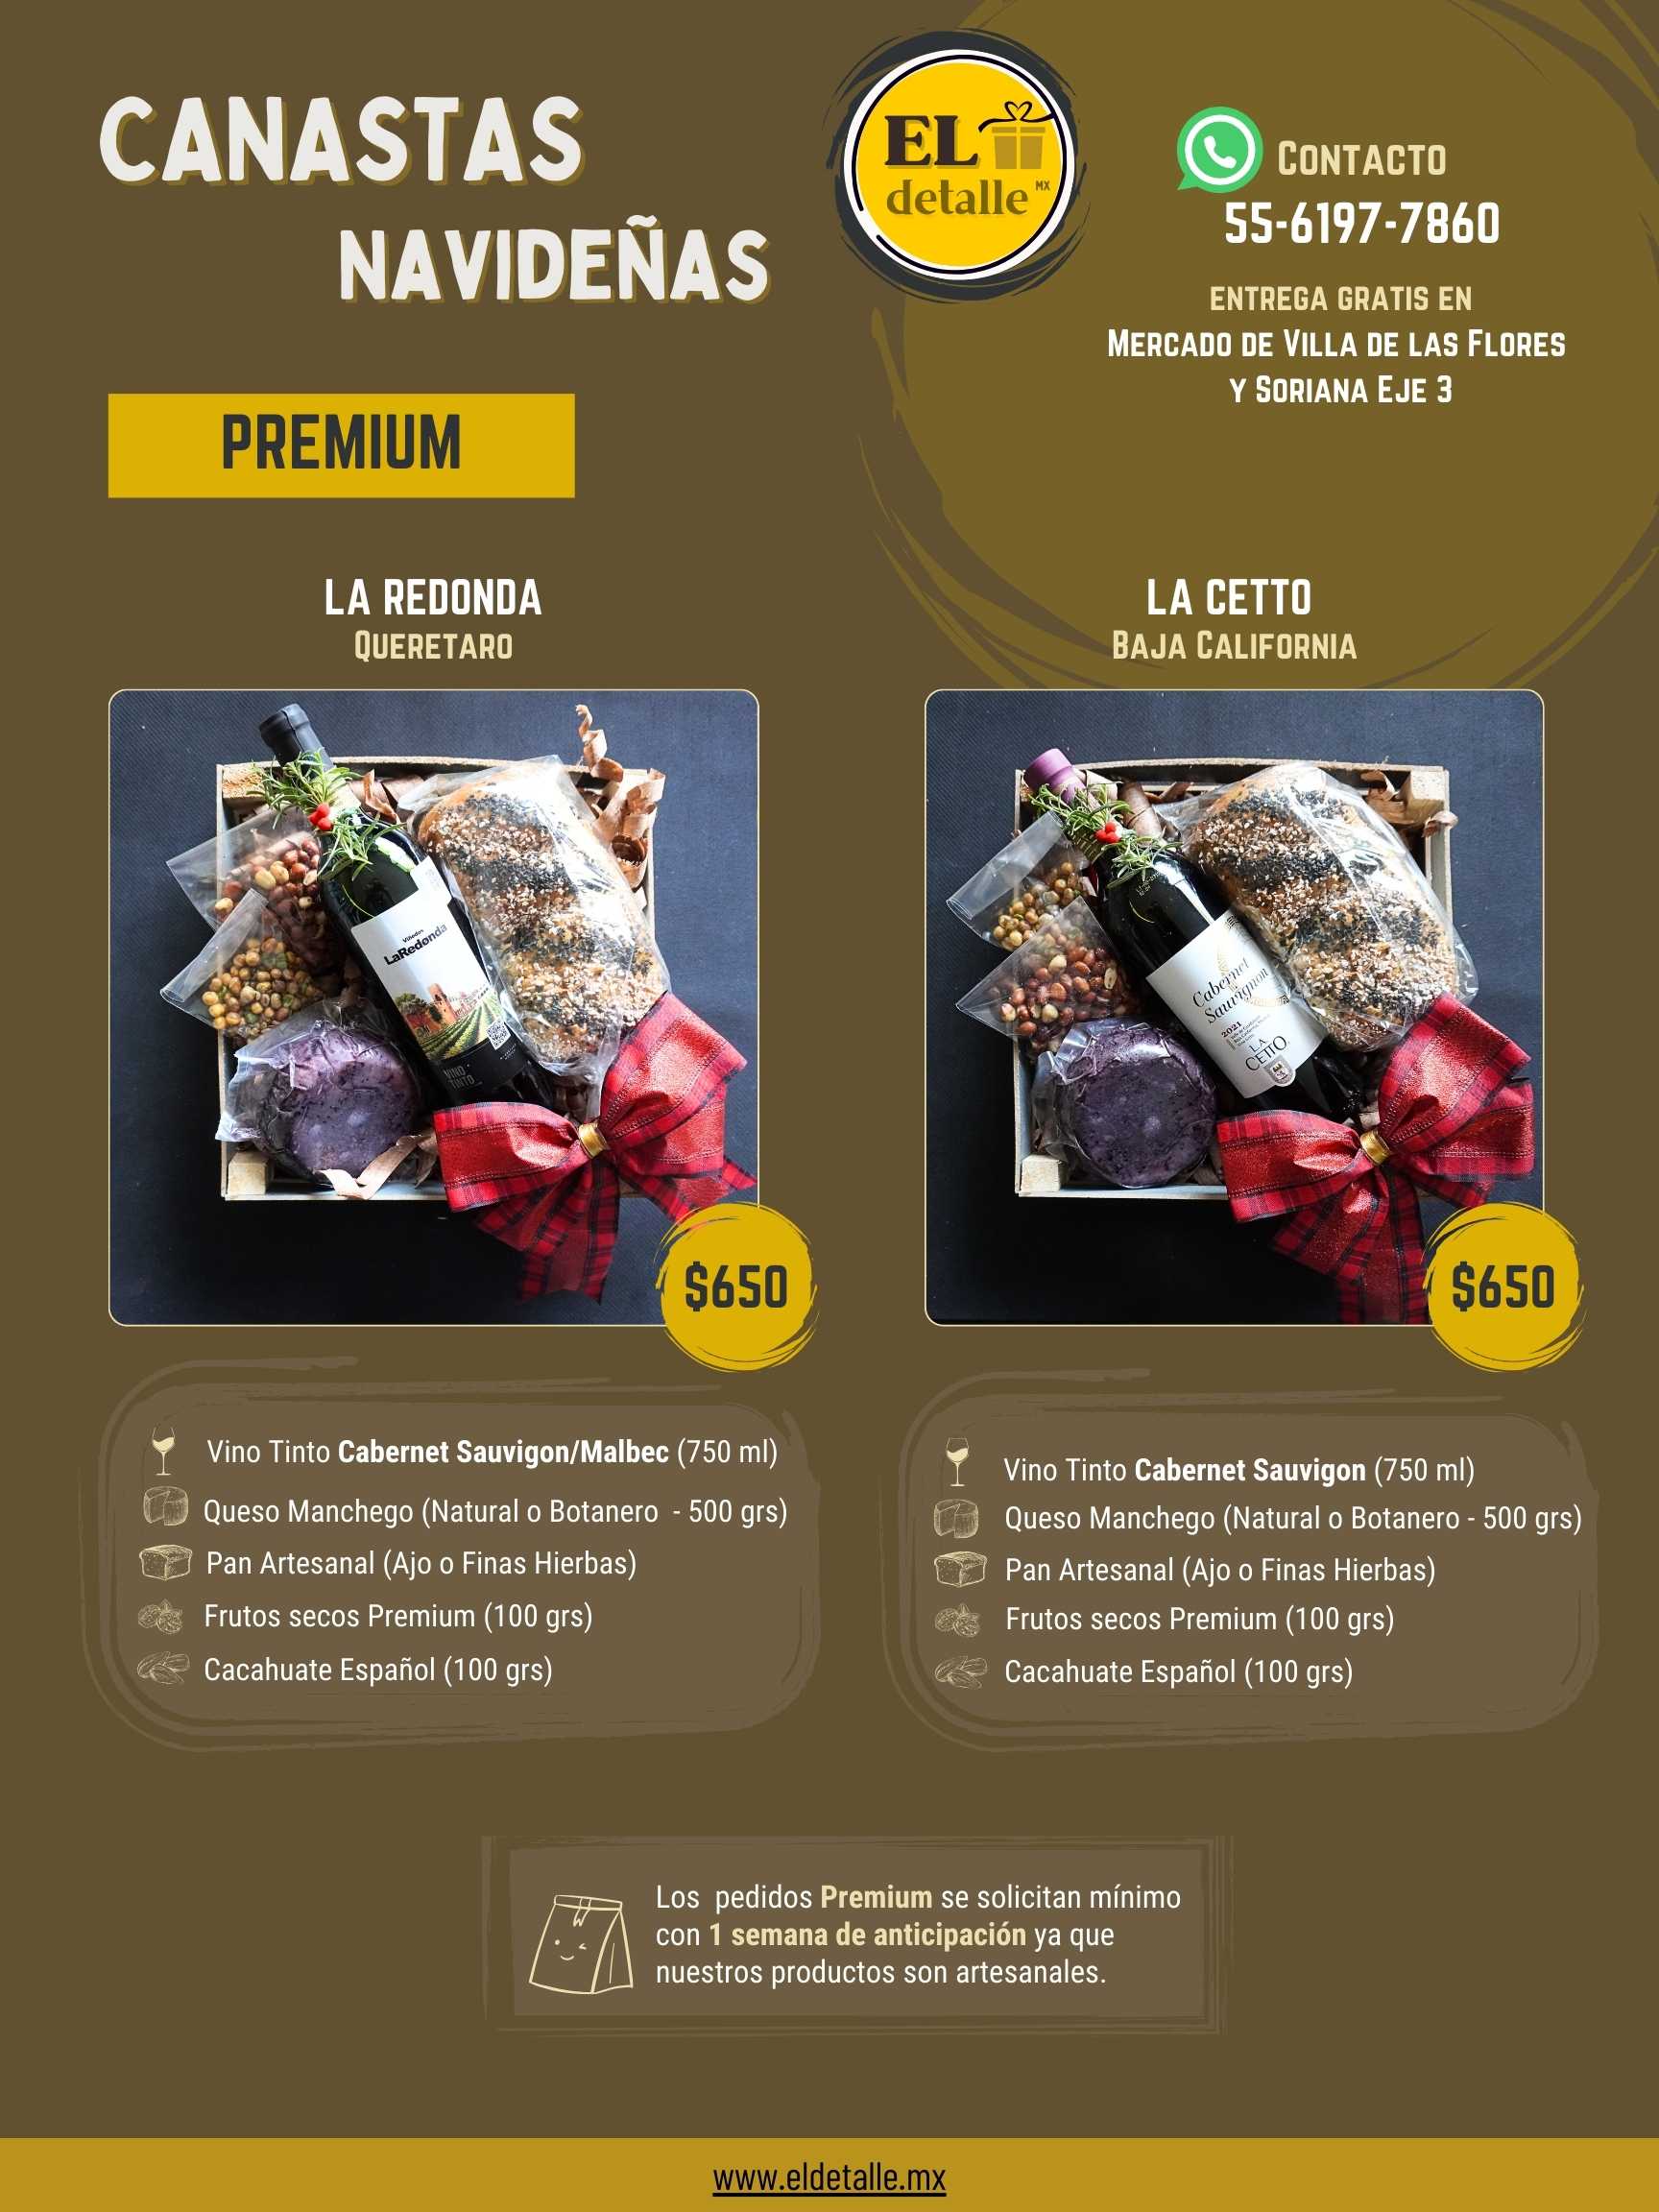 CANASTAS
NAVIDEÑAS
EL
detalle MX
CONTACTO
55-6197-7860
ENTREGA GRATIS EN
MERCADO DE VILLA DE LAS FLORES
Y SORIANA EJE 3
PREMIUM
LA REDONDA
QUERETARO
Viñedos
LaRedonda
VINO
TINTO
$650
Vino Tinto Cabernet Sauvigon/Malbec (750 ml)
Queso Manchego (Natural o Botanero - 500 grs)
Pan Artesanal (Ajo o Finas Hierbas)
Frutos secos Premium (100 grs)
Cacahuate Español (100 grs)
LA CETTO
BAJA CALIFORNIA
Cabernet
Sauvignon
2021
L.A.
CETTO
$650
Vino Tinto Cabernet Sauvigon (750 ml)
Queso Manchego (Natural o Botanero - 500 grs)
Pan Artesanal (Ajo o Finas Hierbas)
Frutos secos Premium (100 grs)
Cacahuate Español (100 grs)
Los pedidos Premium se solicitan mínimo
con 1 semana de anticipación ya que
nuestros productos son artesanales.
www.eldetalle.mx